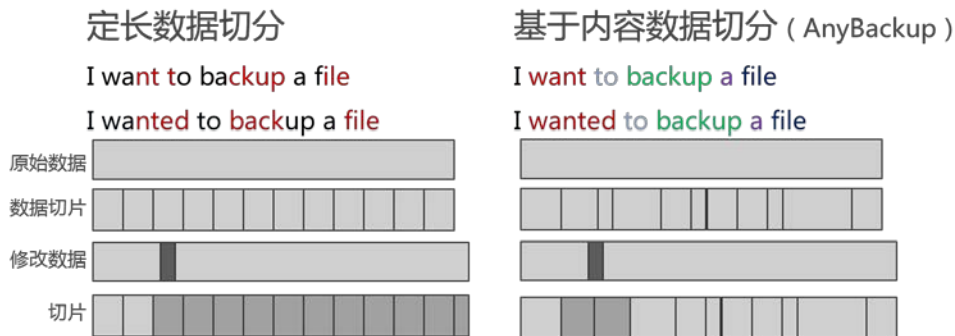 定长数据切分
I want to backup a file
I wanted to backup a file
基于内容数据切分（AnyBackup）
I want to backup a file
I wanted to backup a file
原始数据
数据切片
修改数据
切片